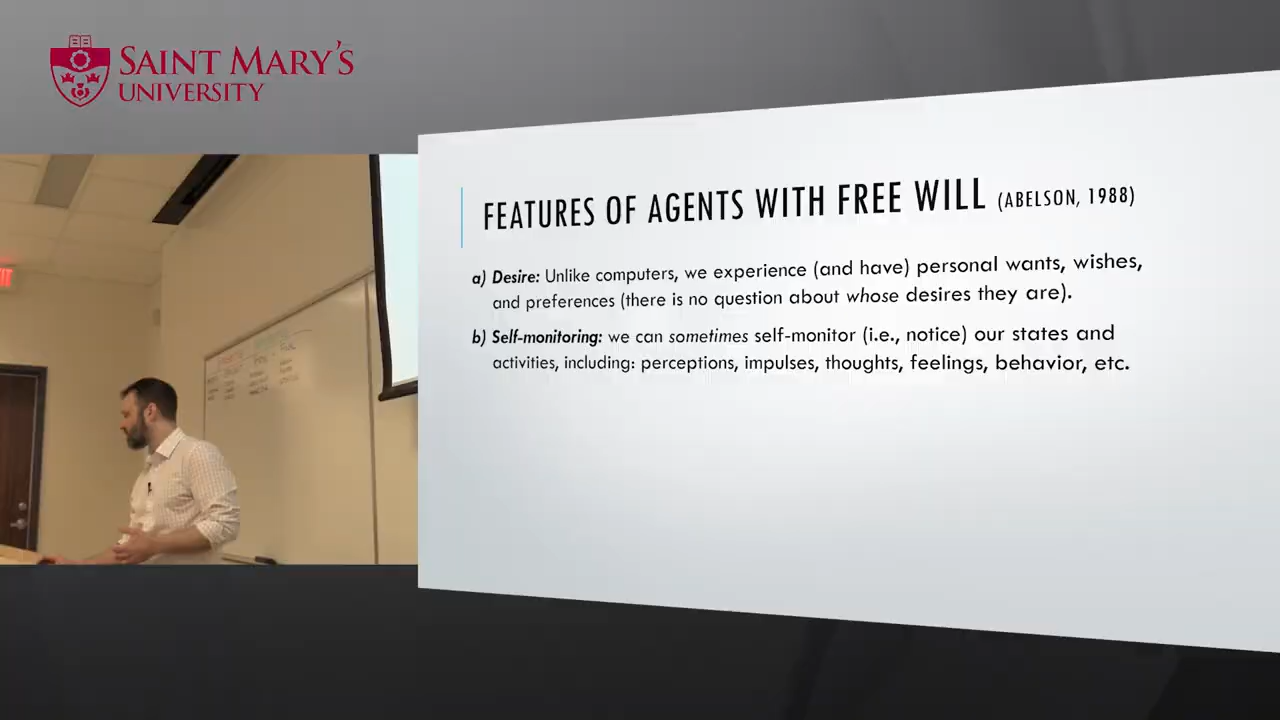 SAINT MARY'S
UNIVERSITY
FEATURES OF AGENTS WITH FREE WILL (ABELSON, 1988)
a) Desire: Unlike computers, we experience (and have) personal wants, wishes,
and preferences (there is no question about whose desires they are).
b) Self-monitoring: we can sometimes self-monitor (i.e., notice) our states and
activities, including: perceptions, impulses, thoughts, feelings, behavior, etc.